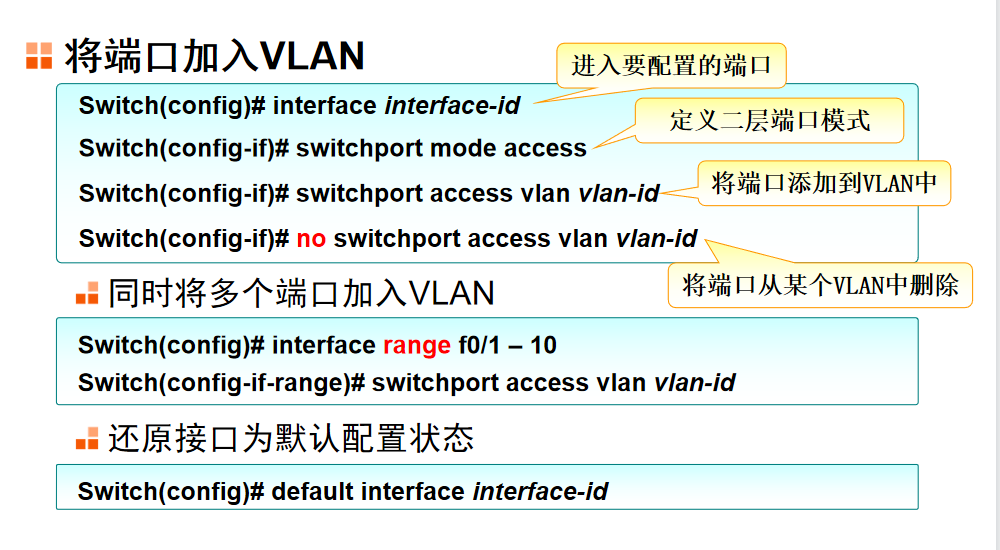 将端口加入VLAN
进入要配置的端口
Switch(config)# interface interface-id
定义二层端口模式
Switch(config-if)# switchport mode access
将端口添加到VLAN中
Switch(config-if)# switchport access vlan vlan-id
Switch(config-if)# no switchport access vlan vlan-id
将端口从某个VLAN中删除
同时将多个端口加入VLAN
Switch(config)# interface range f0/1 – 10
Switch(config-if-range)# switchport access vlan vlan-id
还原接口为默认配置状态
Switch(config)# default interface interface-id